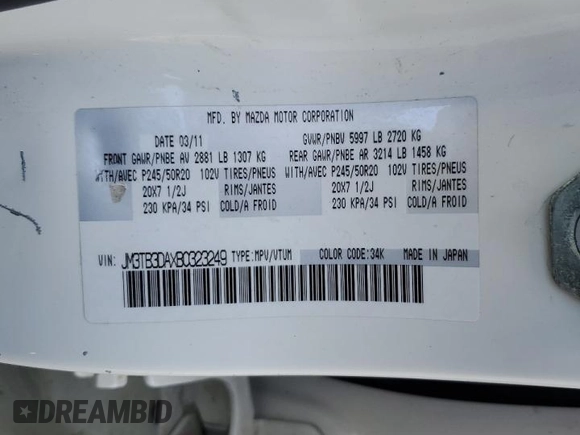 MFD. BY MAZDA MOTOR CORPORATION
DATE 03/11 GVWR/PNBV 5997 LB 2720 KG
FRONT GAWR/PNBE AV 2881 LB 1307 KG REAR GAWR/PNBE AR 3214 LB 1458 KG
WITH/AVEC P245/50R20 102V TIRES/PNEUS WITH/AVEC P245/50R20 102V TIRES/PNEUS
20X7 1/2J RIMS/JANTES 20X7 1/2J RIMS/JANTES
230 KPA/34 PSI COLD/A FROID 230 KPA/34 PSI COLD/A FROID
VIN: JM3TB3DAXB0323249 TYPE:MPV/VTUM COLOR CODE:34K MADE IN JAPAN
DREAMBID